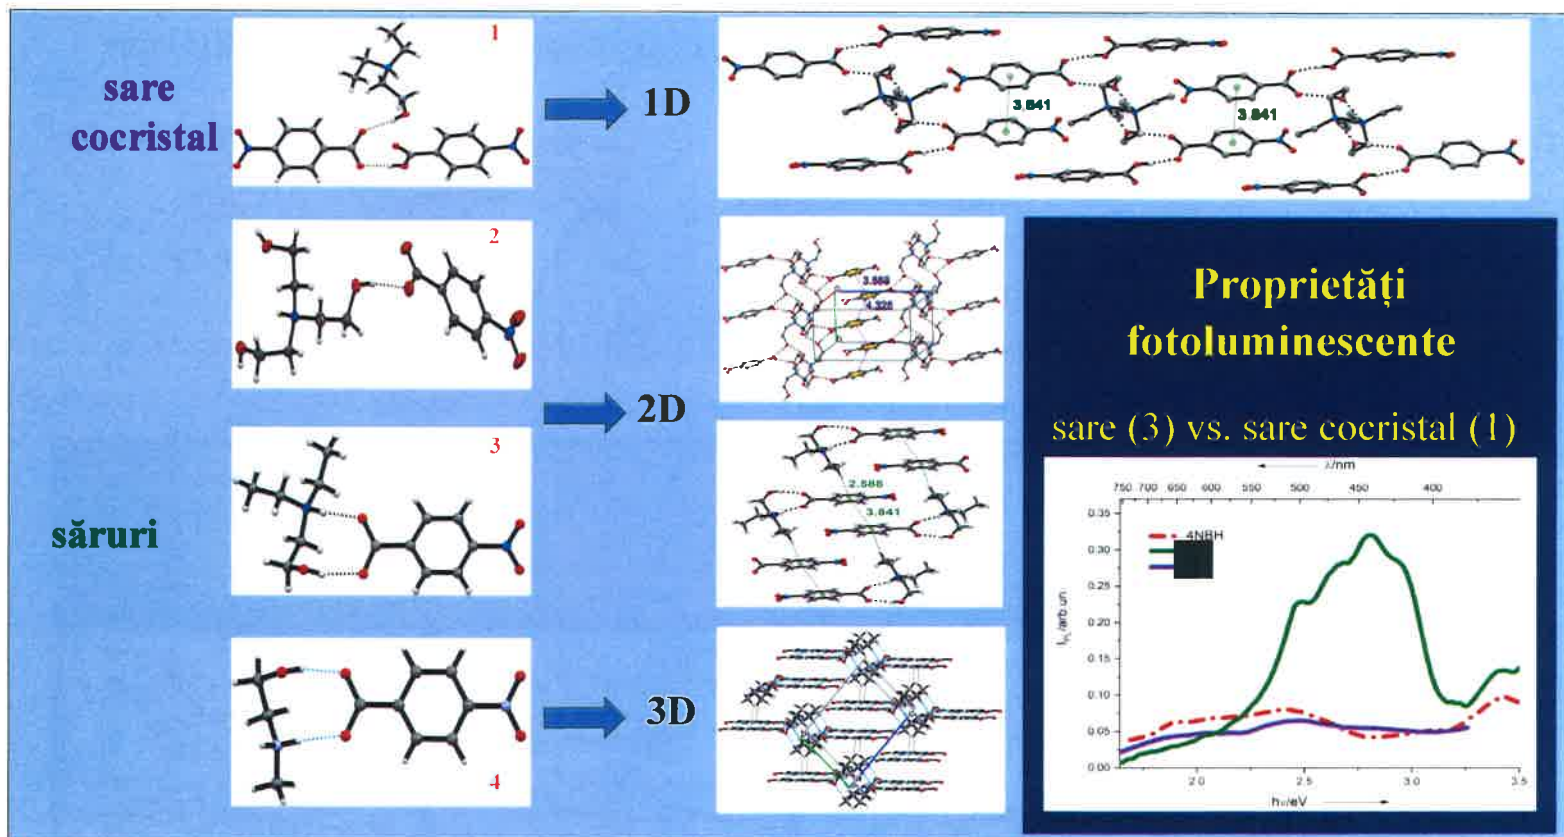 sare
cocristal
1
1D
3.841
3.841
2
2D
3.588
4.325
3
săruri
2.586
3.841
4
3D
Proprietăți
fotoluminescente
sare (3) vs. sare cocristal (1)
λ/nm
750 700 650 600 550 500 450 400
4NBH
0.35
0.30
0.25
0.20
0.15
0.10
0.05
0.00
2.0 2.5 3.0 3.5
hν/eV